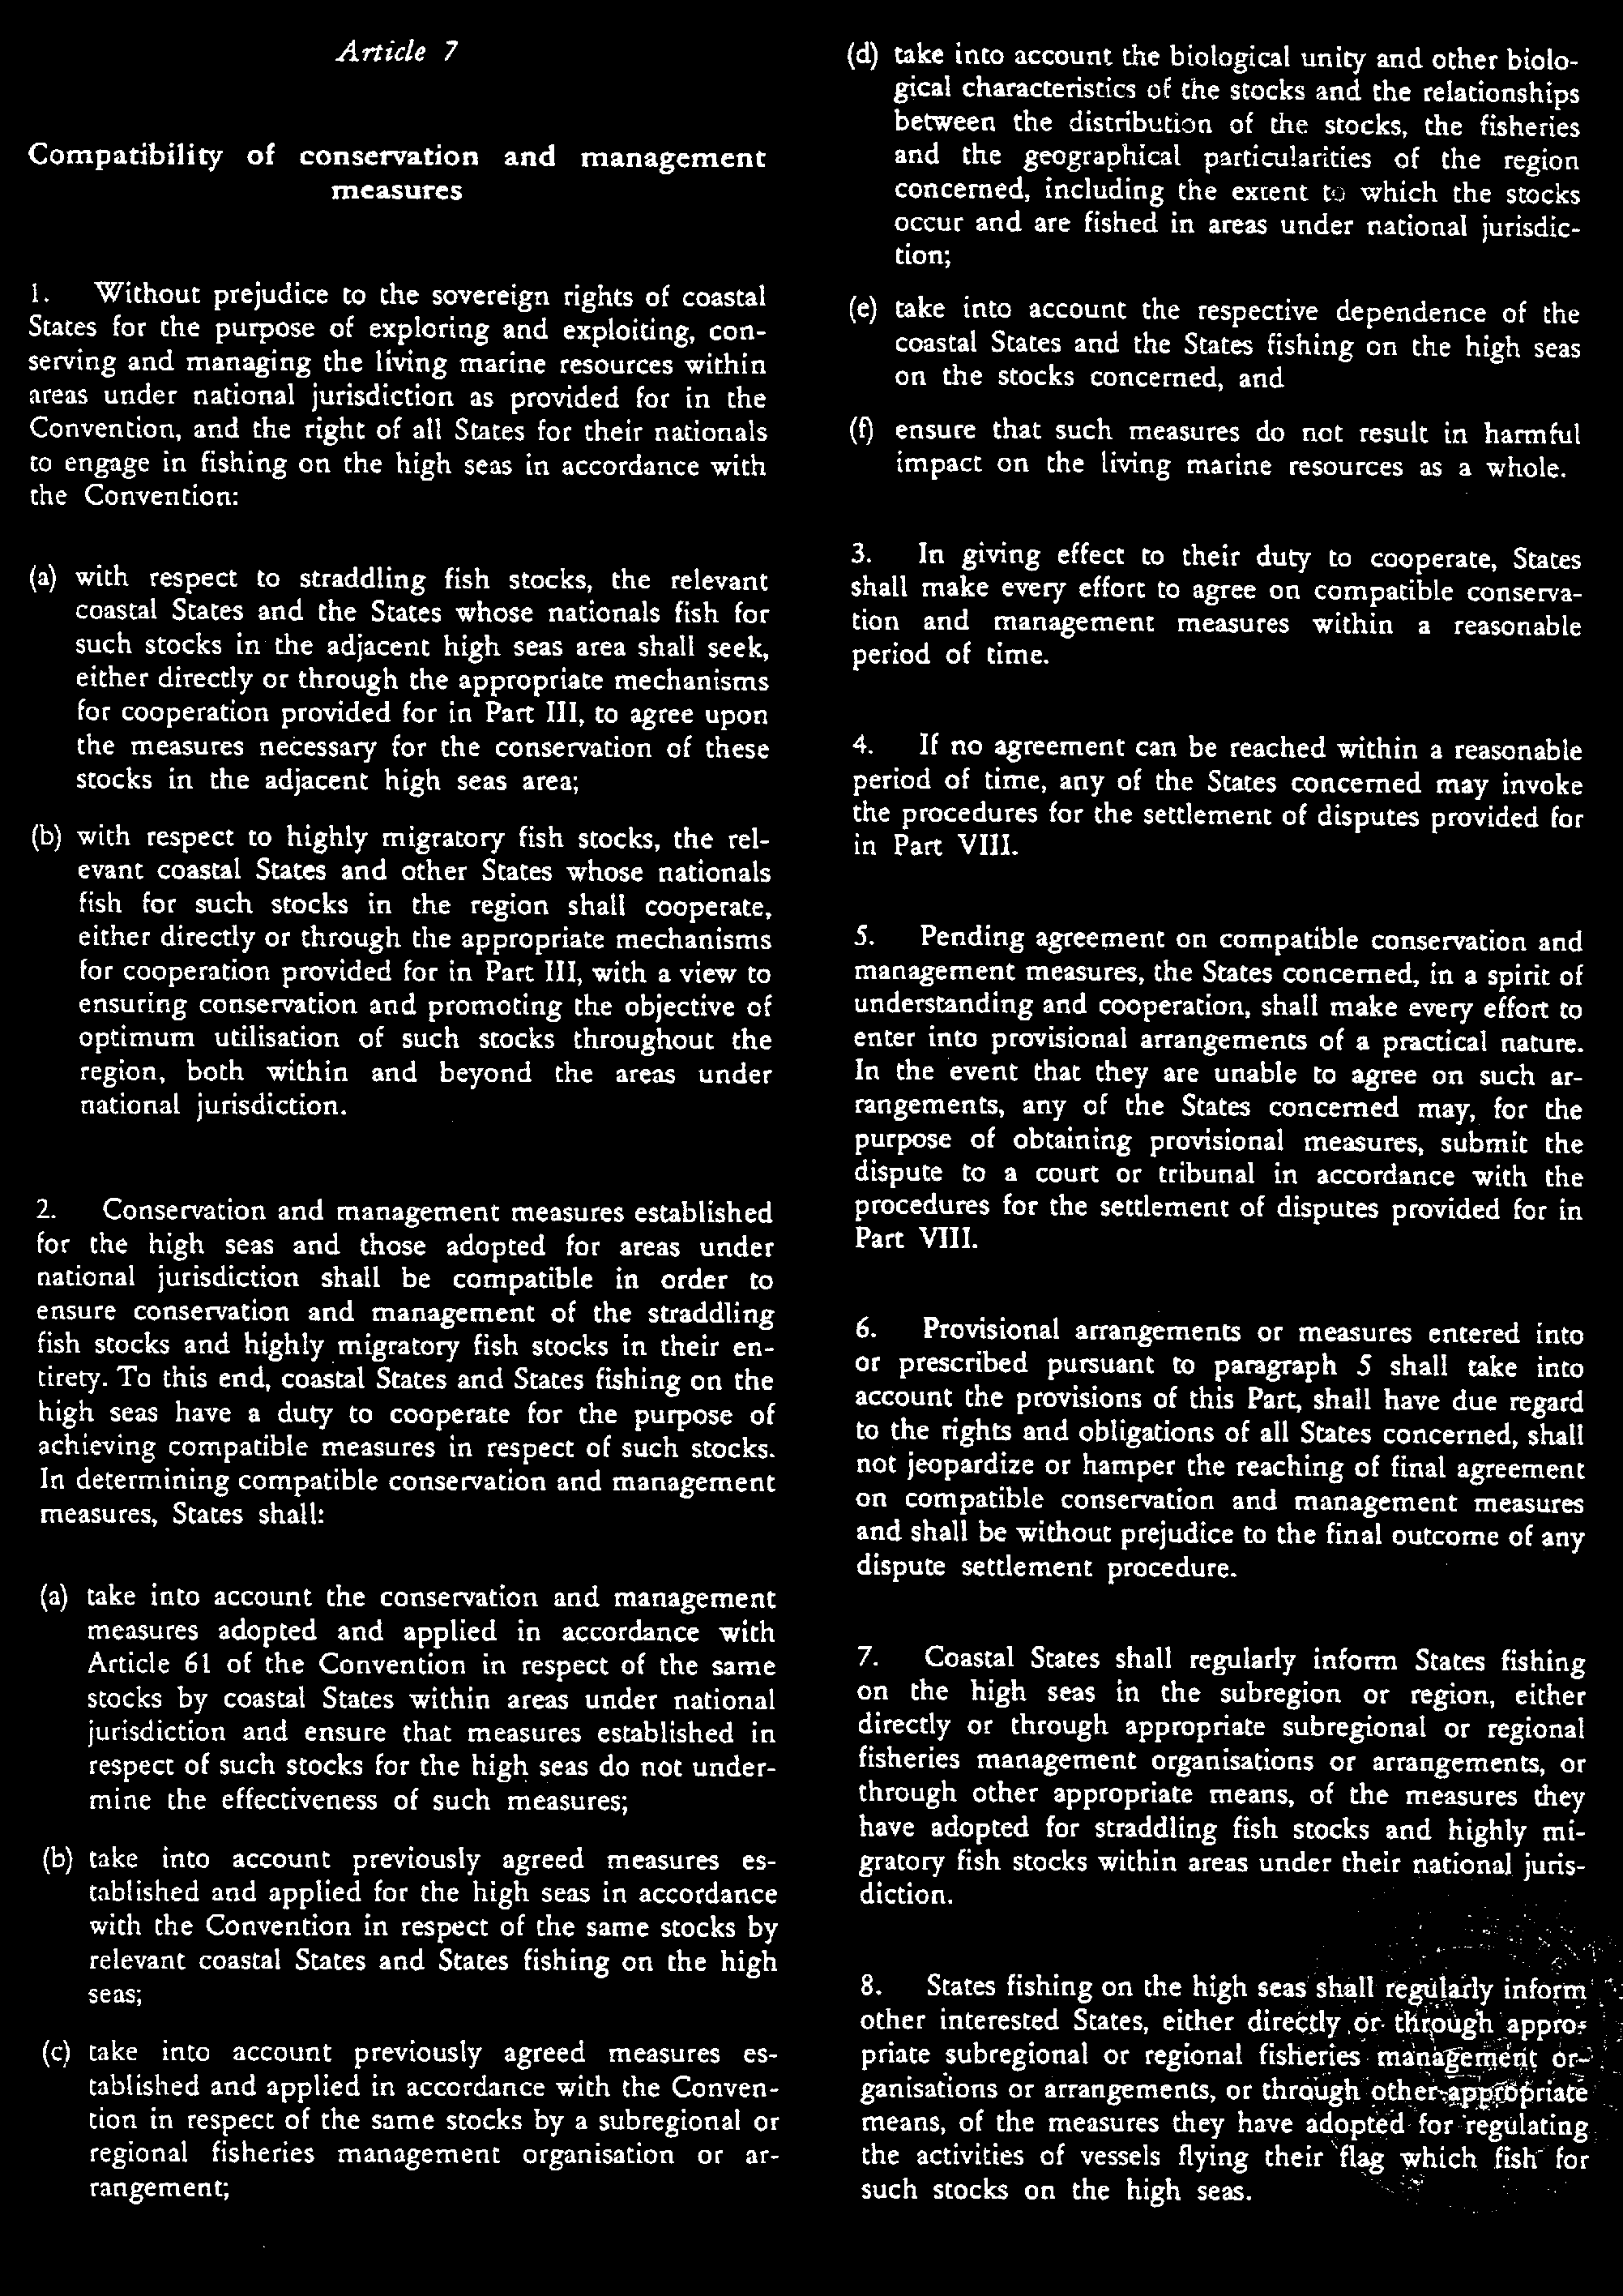 Article 7
Compatibility of conservation and management
measures
1. Without prejudice to the sovereign rights of coastal
States for the purpose of exploring and exploiting, con-
serving and managing the living marine resources within
areas under national jurisdiction as provided for in the
Convention, and the right of all States for their nationals
to engage in fishing on the high seas in accordance with
the Convention:
(a) with respect to straddling fish stocks, the relevant
coastal States and the States whose nationals fish for
such stocks in the adjacent high seas area shall seek,
either directly or through the appropriate mechanisms
for cooperation provided for in Part III, to agree upon
the measures necessary for the conservation of these
stocks in the adjacent high seas area;
(b) with respect to highly migratory fish stocks, the rel-
evant coastal States and other States whose nationals
fish for such stocks in the region shall cooperate,
either directly or through the appropriate mechanisms
for cooperation provided for in Part III, with a view to
ensuring conservation and promoting the objective of
optimum utilisation of such stocks throughout the
region, both within and beyond the areas under
national jurisdiction.
2. Conservation and management measures established
for the high seas and those adopted for areas under
national jurisdiction shall be compatible in order to
ensure conservation and management of the straddling
fish stocks and highly migratory fish stocks in their en-
tirety. To this end, coastal States and States fishing on the
high seas have a duty to cooperate for the purpose of
achieving compatible measures in respect of such stocks.
In determining compatible conservation and management
measures, States shall:
(a) take into account the conservation and management
measures adopted and applied in accordance with
Article 61 of the Convention in respect of the same
stocks by coastal States within areas under national
jurisdiction and ensure that measures established in
respect of such stocks for the high seas do not under-
mine the effectiveness of such measures;
(b) take into account previously agreed measures es-
tablished and applied for the high seas in accordance
with the Convention in respect of the same stocks by
relevant coastal States and States fishing on the high
seas;
(c) take into account previously agreed measures es-
tablished and applied in accordance with the Conven-
tion in respect of the same stocks by a subregional or
regional fisheries management organisation or ar-
rangement;
(d) take into account the biological unity and other biolo-
gical characteristics of the stocks and the relationships
between the distribution of the stocks, the fisheries
and the geographical particularities of the region
concerned, including the extent to which the stocks
occur and are fished in areas under national jurisdic-
tion;
(e) take into account the respective dependence of the
coastal States and the States fishing on the high seas
on the stocks concerned, and
(f) ensure that such measures do not result in harmful
impact on the living marine resources as a whole.
3. In giving effect to their duty to cooperate, States
shall make every effort to agree on compatible conserva-
tion and management measures within a reasonable
period of time.
4. If no agreement can be reached within a reasonable
period of time, any of the States concerned may invoke
the procedures for the settlement of disputes provided for
in Part VIII.
5. Pending agreement on compatible conservation and
management measures, the States concerned, in a spirit of
understanding and cooperation, shall make every effort to
enter into provisional arrangements of a practical nature.
In the event that they are unable to agree on such ar-
rangements, any of the States concerned may, for the
purpose of obtaining provisional measures, submit the
dispute to a court or tribunal in accordance with the
procedures for the settlement of disputes provided for in
Part VIII.
6. Provisional arrangements or measures entered into
or prescribed pursuant to paragraph 5 shall take into
account the provisions of this Part, shall have due regard
to the rights and obligations of all States concerned, shall
not jeopardize or hamper the reaching of final agreement
on compatible conservation and management measures
and shall be without prejudice to the final outcome of any
dispute settlement procedure.
7. Coastal States shall regularly inform States fishing
on the high seas in the subregion or region, either
directly or through appropriate subregional or regional
fisheries management organisations or arrangements, or
through other appropriate means, of the measures they
have adopted for straddling fish stocks and highly mi-
gratory fish stocks within areas under their national juris-
diction.
8. States fishing on the high seas shall regularly inform
other interested States, either directly or through appro-
priate subregional or regional fisheries management or-
ganisations or arrangements, or through other appropriate
means, of the measures they have adopted for regulating
the activities of vessels flying their flag which fish for
such stocks on the high seas.